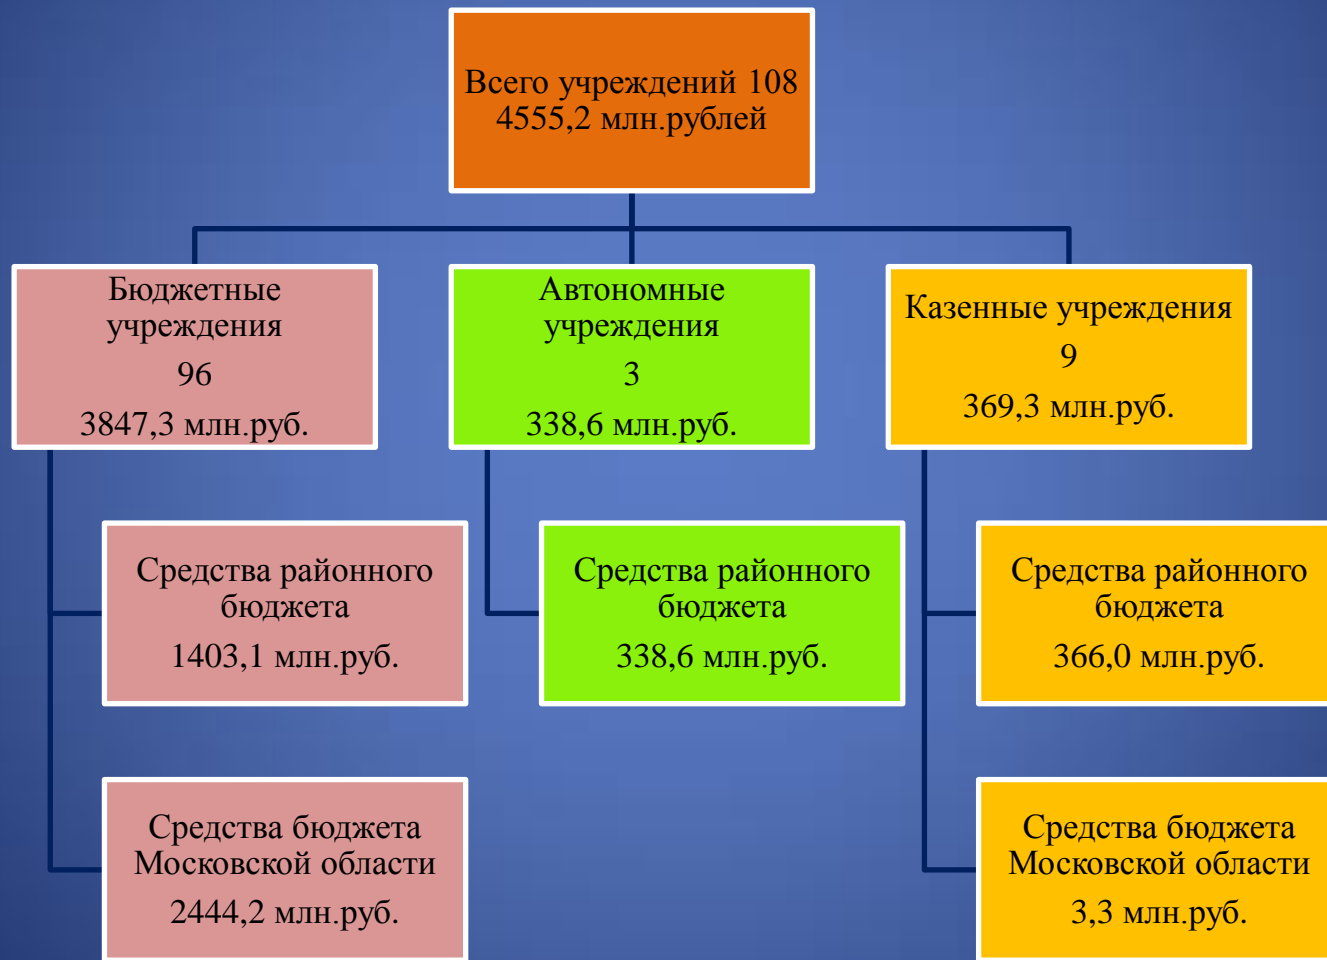 Всего учреждений 108
4555,2 млн.рублей
Бюджетные
учреждения
96
3847,3 млн.руб.
Автономные
учреждения
3
338,6 млн.руб.
Казенные учреждения
9
369,3 млн.руб.
Средства районного
бюджета
1403,1 млн.руб.
Средства районного
бюджета
338,6 млн.руб.
Средства районного
бюджета
366,0 млн.руб.
Средства бюджета
Московской области
2444,2 млн.руб.
Средства бюджета
Московской области
3,3 млн.руб.